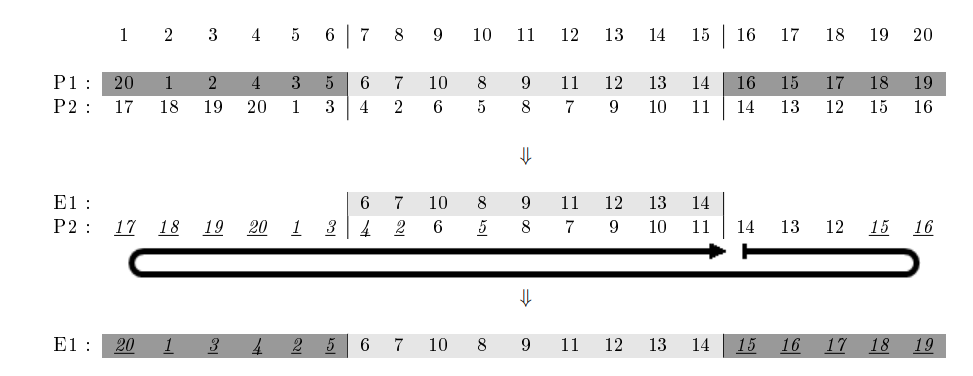 1 2 3 4 5 6 7 8 9 10 11 12 13 14 15 16 17 18 19 20
P1 : 20 1 2 4 3 5 6 7 10 8 9 11 12 13 14 16 15 17 18 19
P2 : 17 18 19 20 1 3 4 2 6 5 8 7 9 10 11 14 13 12 15 16
⇓
E1 : 6 7 10 8 9 11 12 13 14
P2 : 17 18 19 20 1 3 4 2 6 5 8 7 9 10 11 14 13 12 15 16
⇓
E1 : 20 1 3 4 2 5 6 7 10 8 9 11 12 13 14 15 16 17 18 19